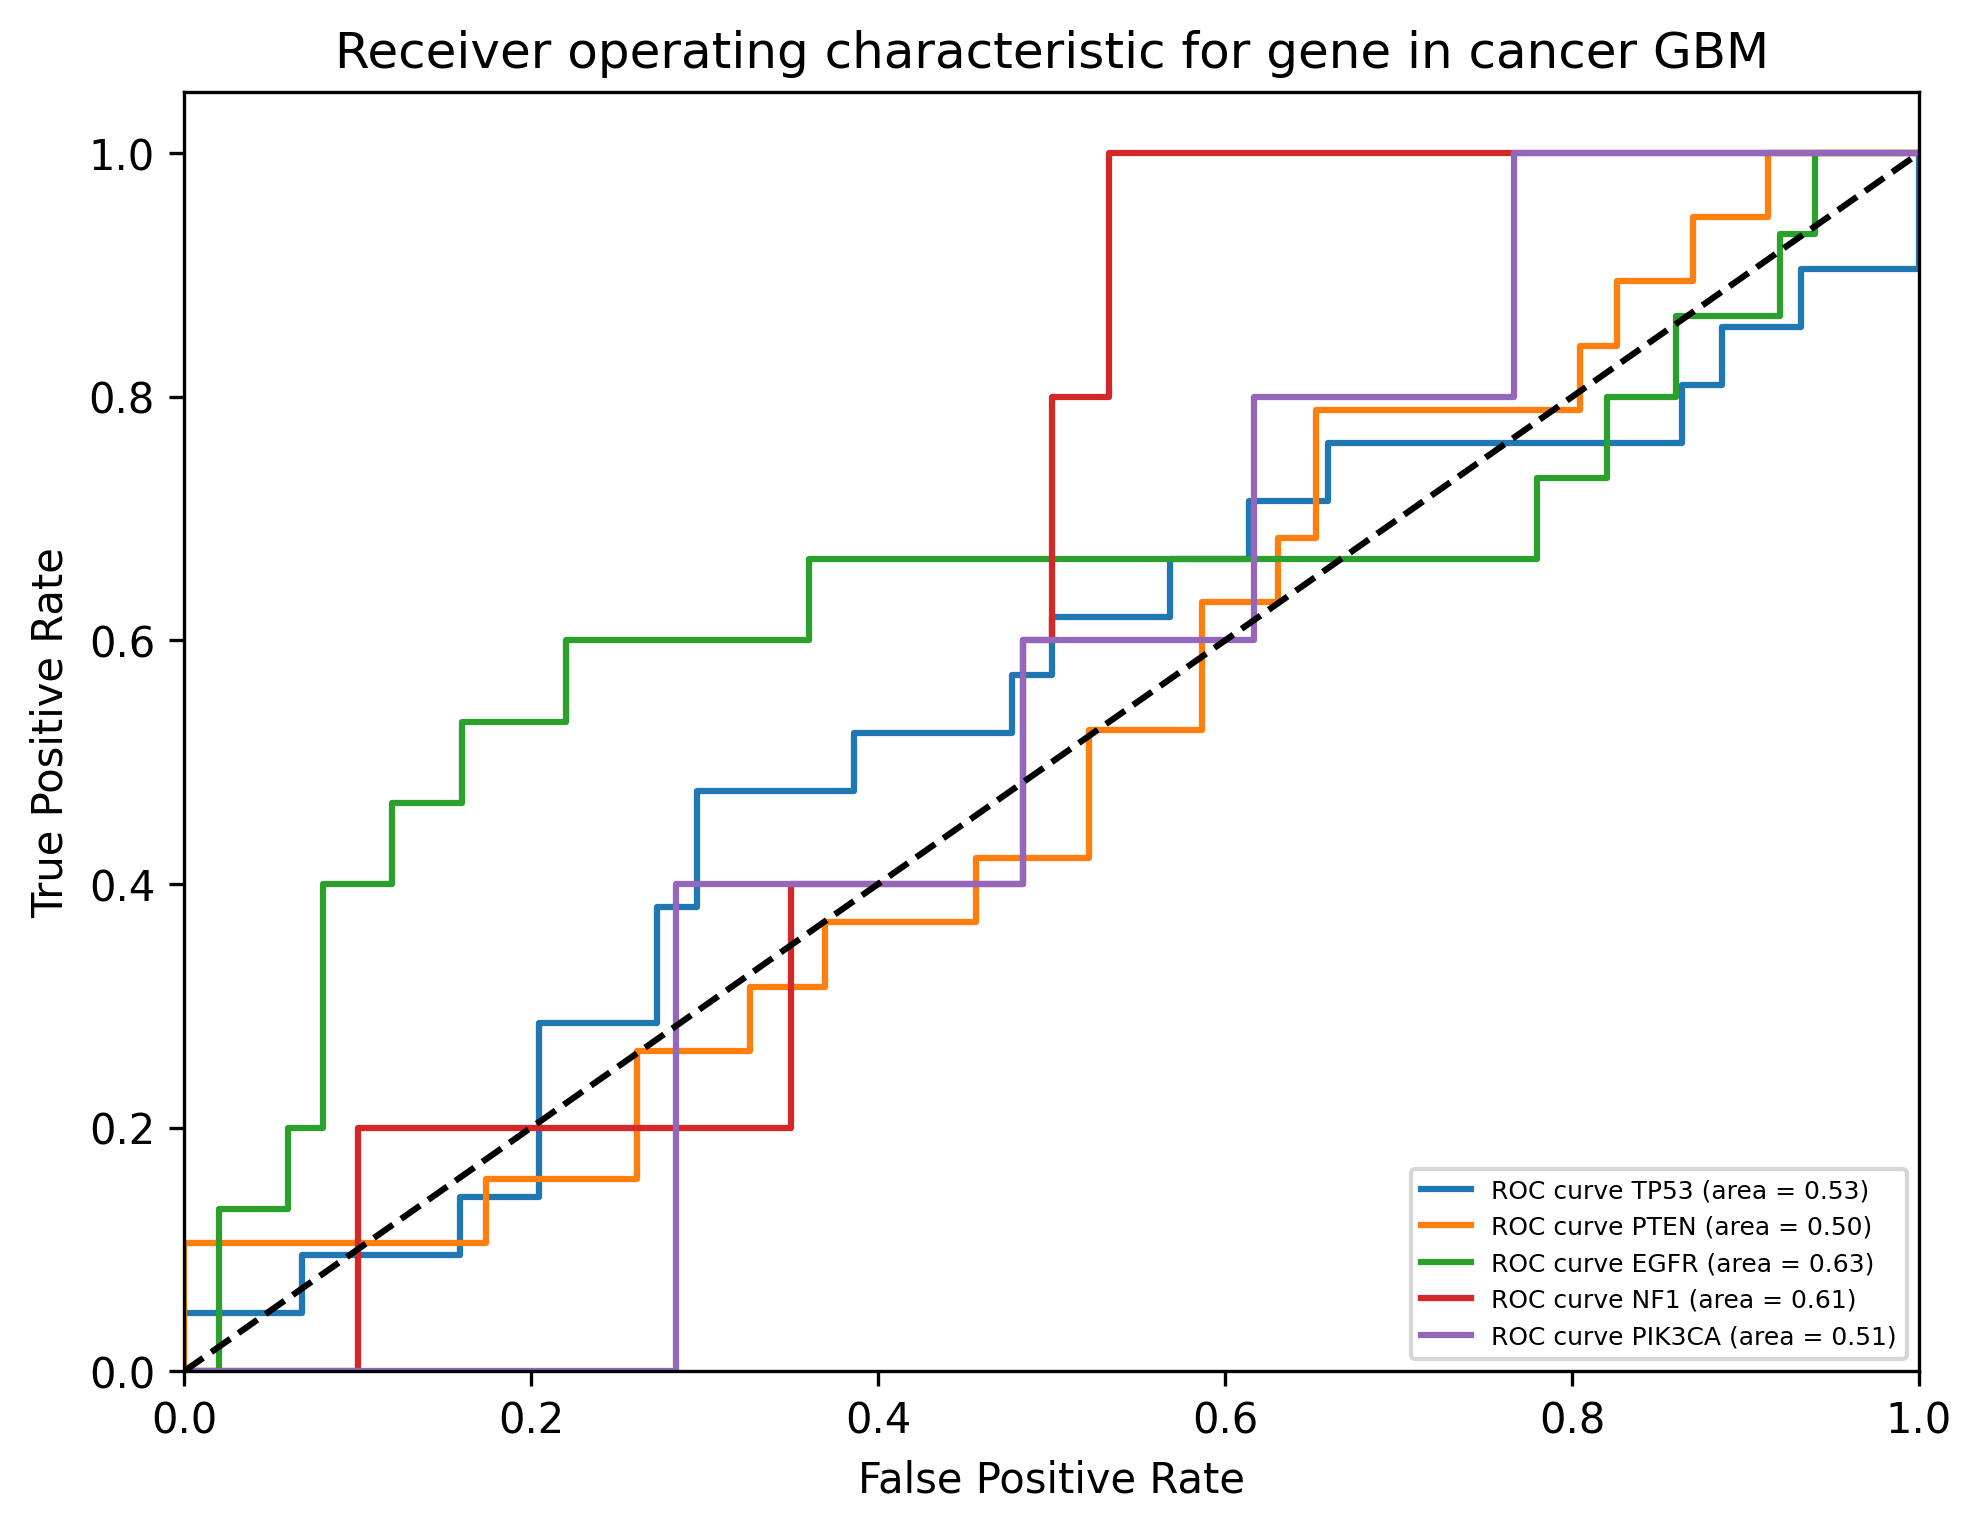 Receiver operating characteristic for gene in cancer GBM
1.0
0.8
0.6
0.4
0.2
0.0
True Positive Rate
0.0 0.2 0.4 0.6 0.8 1.0
False Positive Rate
ROC curve TP53 (area = 0.53)
ROC curve PTEN (area = 0.50)
ROC curve EGFR (area = 0.63)
ROC curve NF1 (area = 0.61)
ROC curve PIK3CA (area = 0.51)